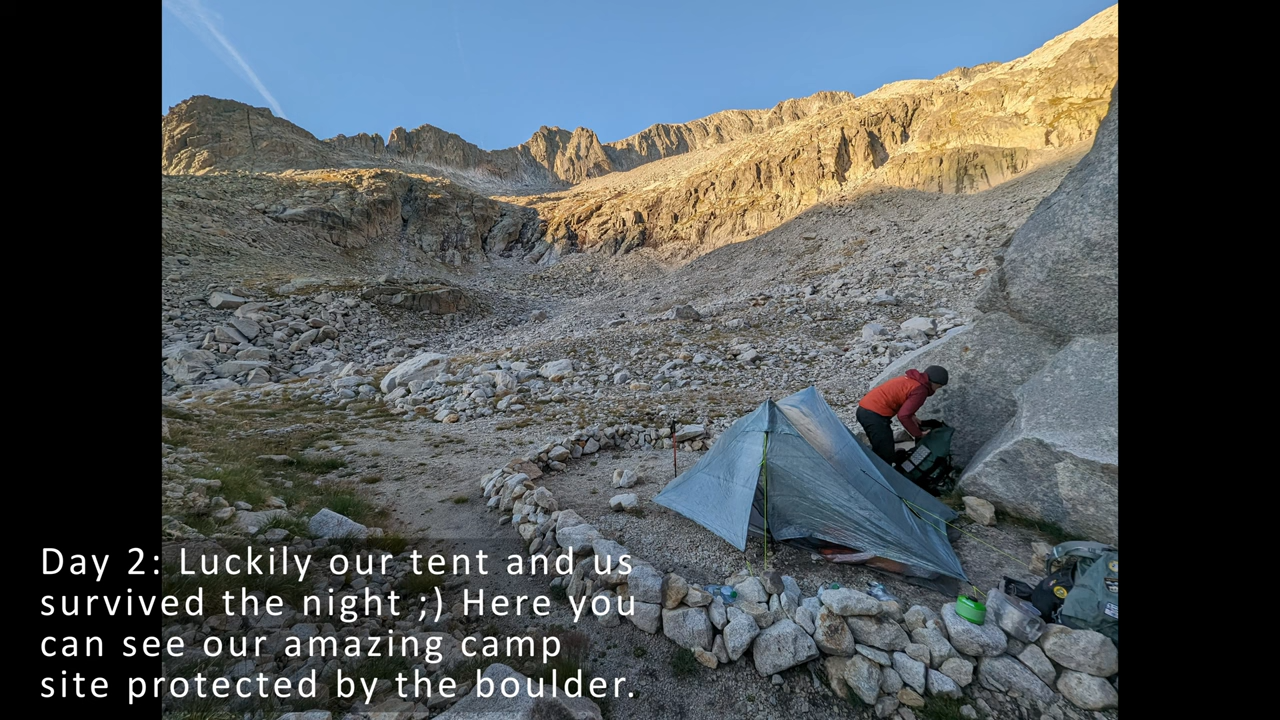 Day 2: Luckily our tent and us
survived the night ;) Here you
can see our amazing camp
site protected by the boulder.